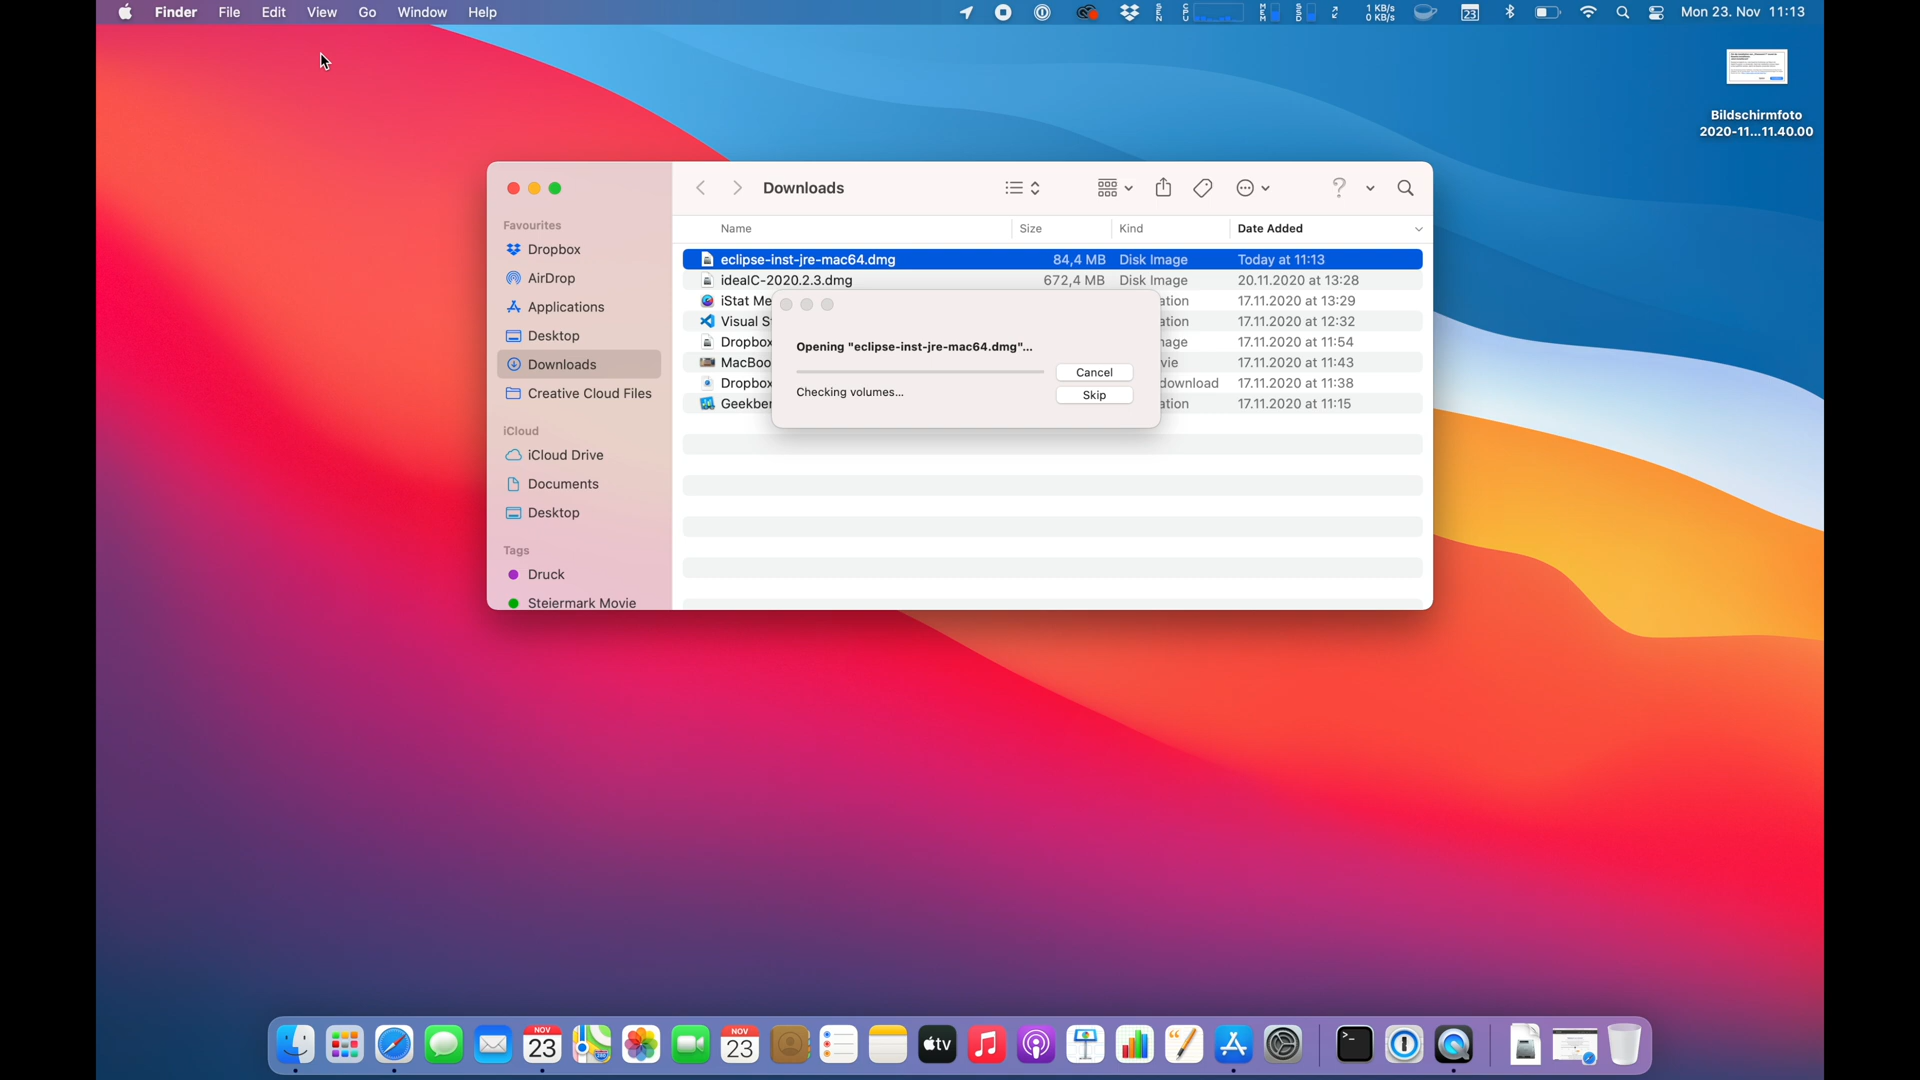 Finder File Edit View Go Window Help
SEN CPU MEM SSD 1 KB/s 0 KB/s 23 Mon 23. Nov 11:13
Bildschirmfoto
2020-11...11.40.00
Downloads
Favourites
Dropbox
AirDrop
Applications
Desktop
Downloads
Creative Cloud Files
iCloud
iCloud Drive
Documents
Desktop
Tags
Druck
Steiermark Movie
Name Size Kind Date Added
eclipse-inst-jre-mac64.dmg 84,4 MB Disk Image Today at 11:13
idealC-2020.2.3.dmg 672,4 MB Disk Image 20.11.2020 at 13:28
iStat Me ation 17.11.2020 at 13:29
Visual S ation 17.11.2020 at 12:32
Dropbox nage 17.11.2020 at 11:54
MacBoo vie 17.11.2020 at 11:43
Dropbox download 17.11.2020 at 11:38
Geekber ation 17.11.2020 at 11:15
Opening "eclipse-inst-jre-mac64.dmg"...
Cancel
Checking volumes...
Skip
NOV
23
NOV
23
tv